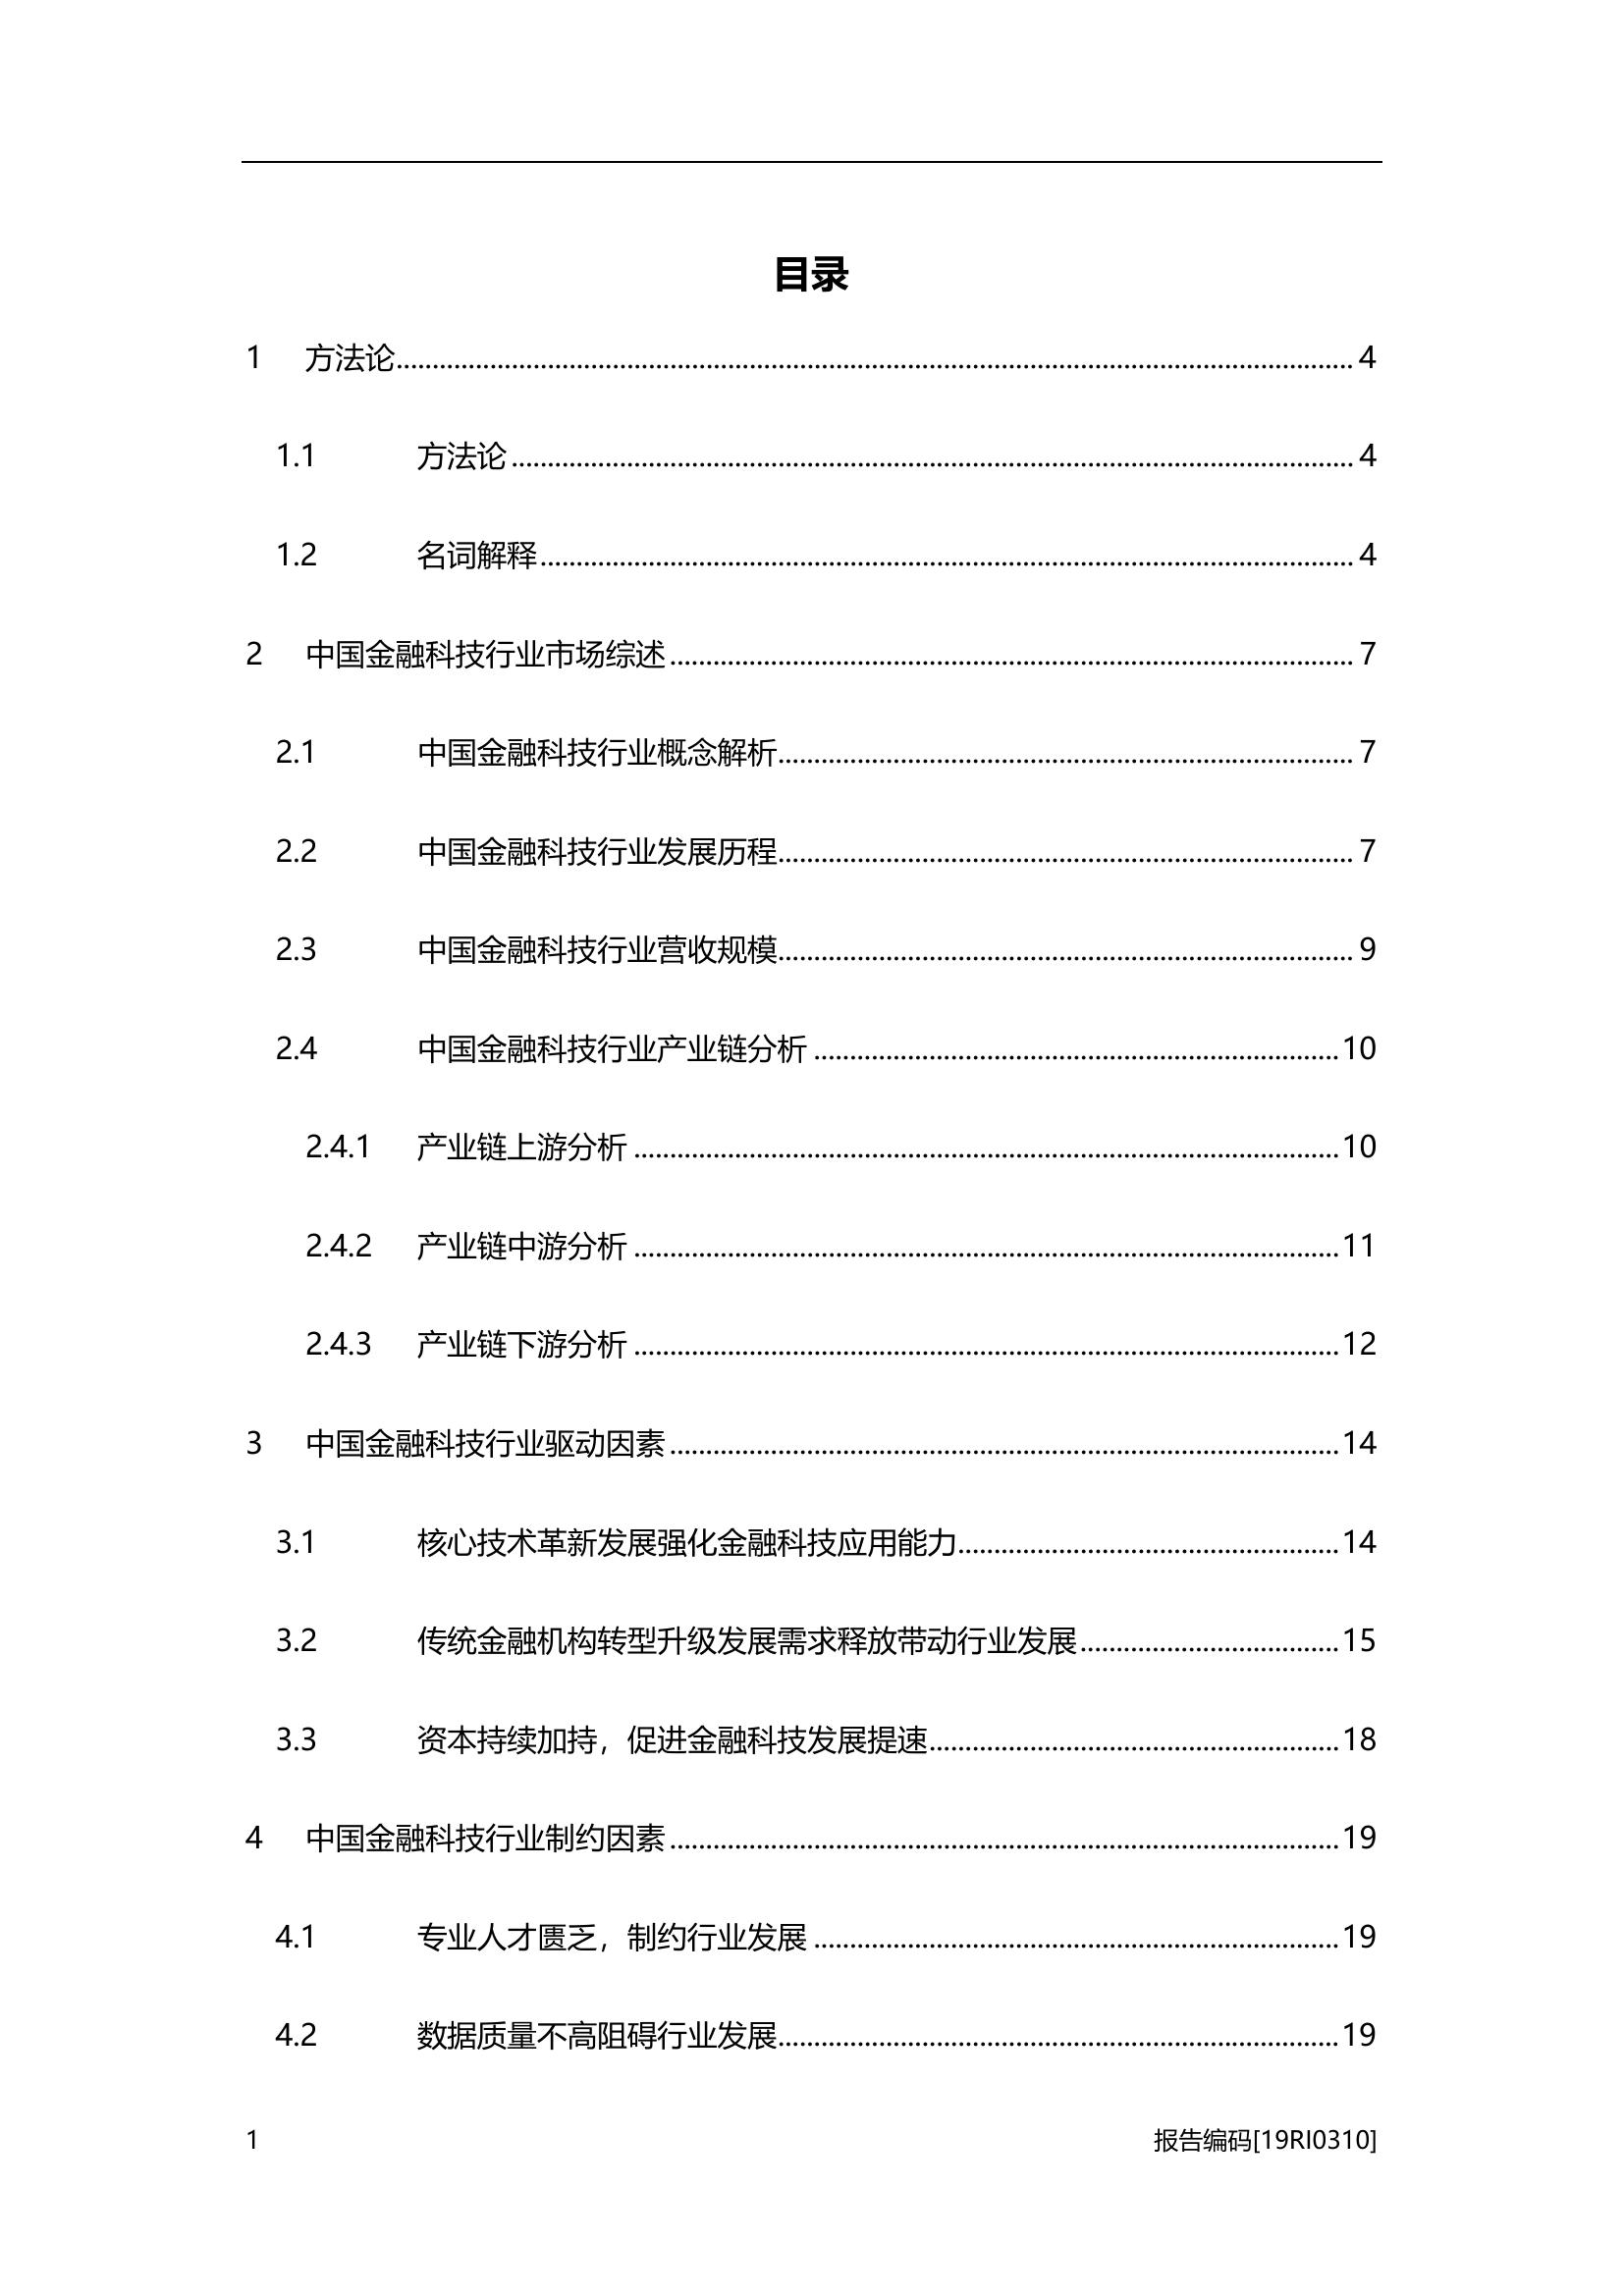 目录
1 方法论 4
1.1 方法论 4
1.2 名词解释 4
2 中国金融科技行业市场综述 7
2.1 中国金融科技行业概念解析 7
2.2 中国金融科技行业发展历程 7
2.3 中国金融科技行业营收规模 9
2.4 中国金融科技行业产业链分析 10
2.4.1 产业链上游分析 10
2.4.2 产业链中游分析 11
2.4.3 产业链下游分析 12
3 中国金融科技行业驱动因素 14
3.1 核心技术革新发展强化金融科技应用能力 14
3.2 传统金融机构转型升级发展需求释放带动行业发展 15
3.3 资本持续加持，促进金融科技发展提速 18
4 中国金融科技行业制约因素 19
4.1 专业人才匮乏，制约行业发展 19
4.2 数据质量不高阻碍行业发展 19
1 报告编码[19RI0310]